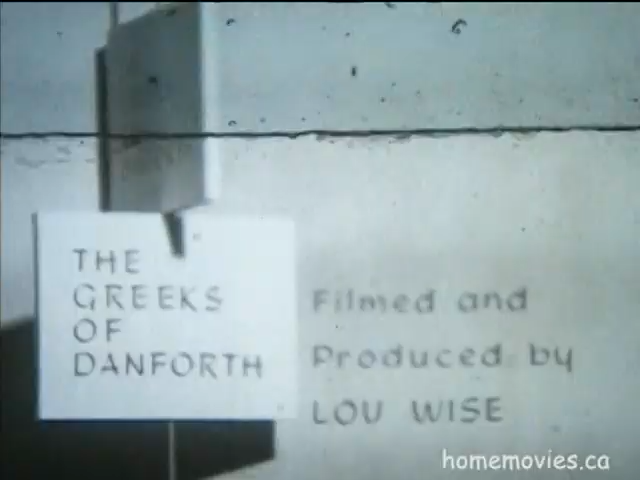 THE
GREEKS
OF
DANFORTH
Filmed and
Produced by
LOU WISE
homemovies.ca